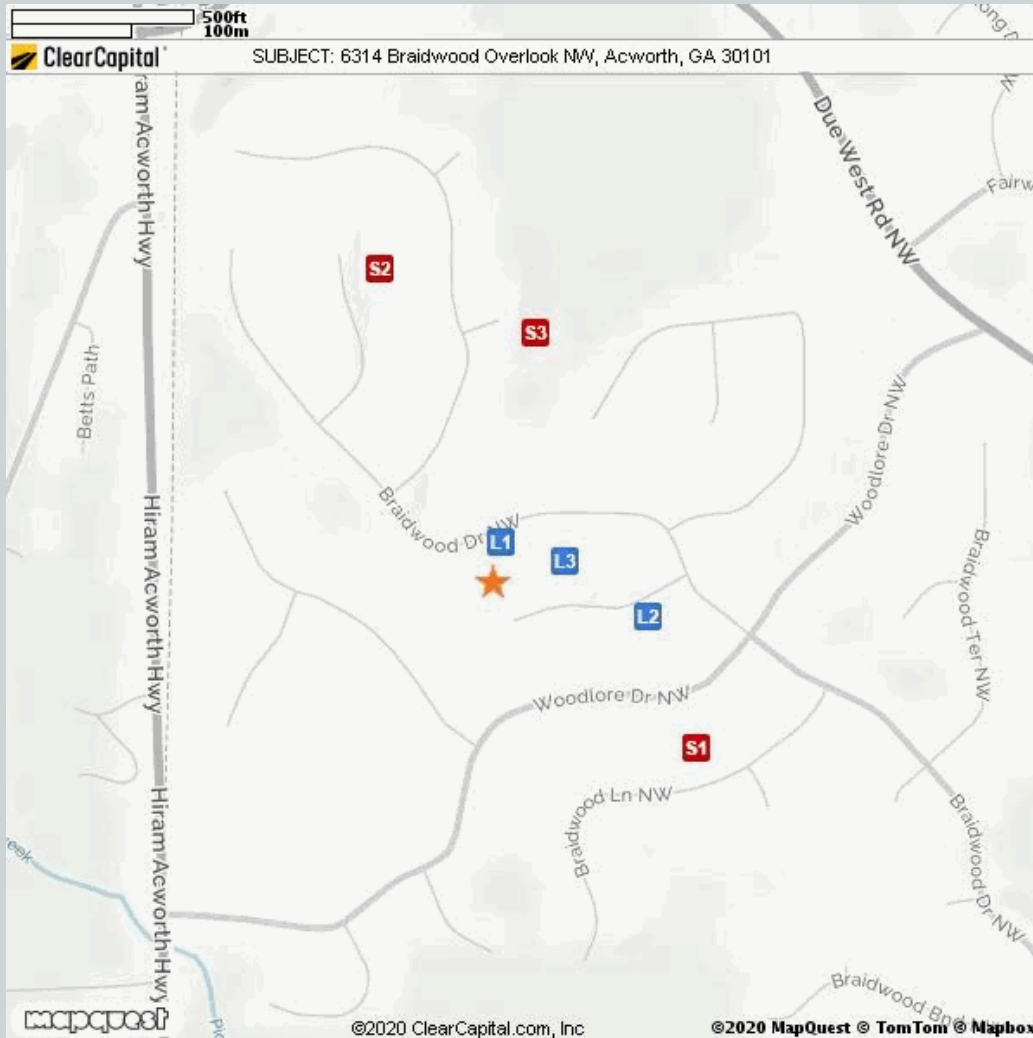 500ft
100m
ClearCapital
SUBJECT: 6314 Braidwood Overlook NW, Acworth, GA 30101
ram Acworth Hwy
Due West Rd NW
Fairw
S2
S3
Betts Path
Woodlore Dr NW
Braidwood Dr NW
L1
L3
L2
Hiram Acworth Hwy
Braidwood Ter NW
Hiram Acworth Hwy
Woodlore Dr NW
S1
Braidwood Ln NW
Hiram Acworth Hwy
Braidwood Dr NW
eek
Braidwood Bnd
mapquest
©2020 ClearCapital.com, Inc
©2020 MapQuest © TomTom © Mapbox